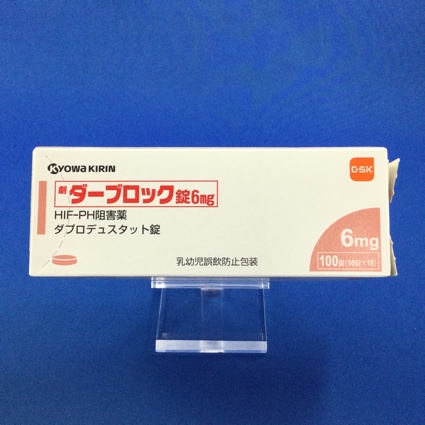 KYOWA KIRIN
gsk
劇 ダーブロック錠6mg
HIF-PH阻害薬
ダプロデュスタット錠
6mg
乳幼児誤飲防止包装
100錠(10錠×10)